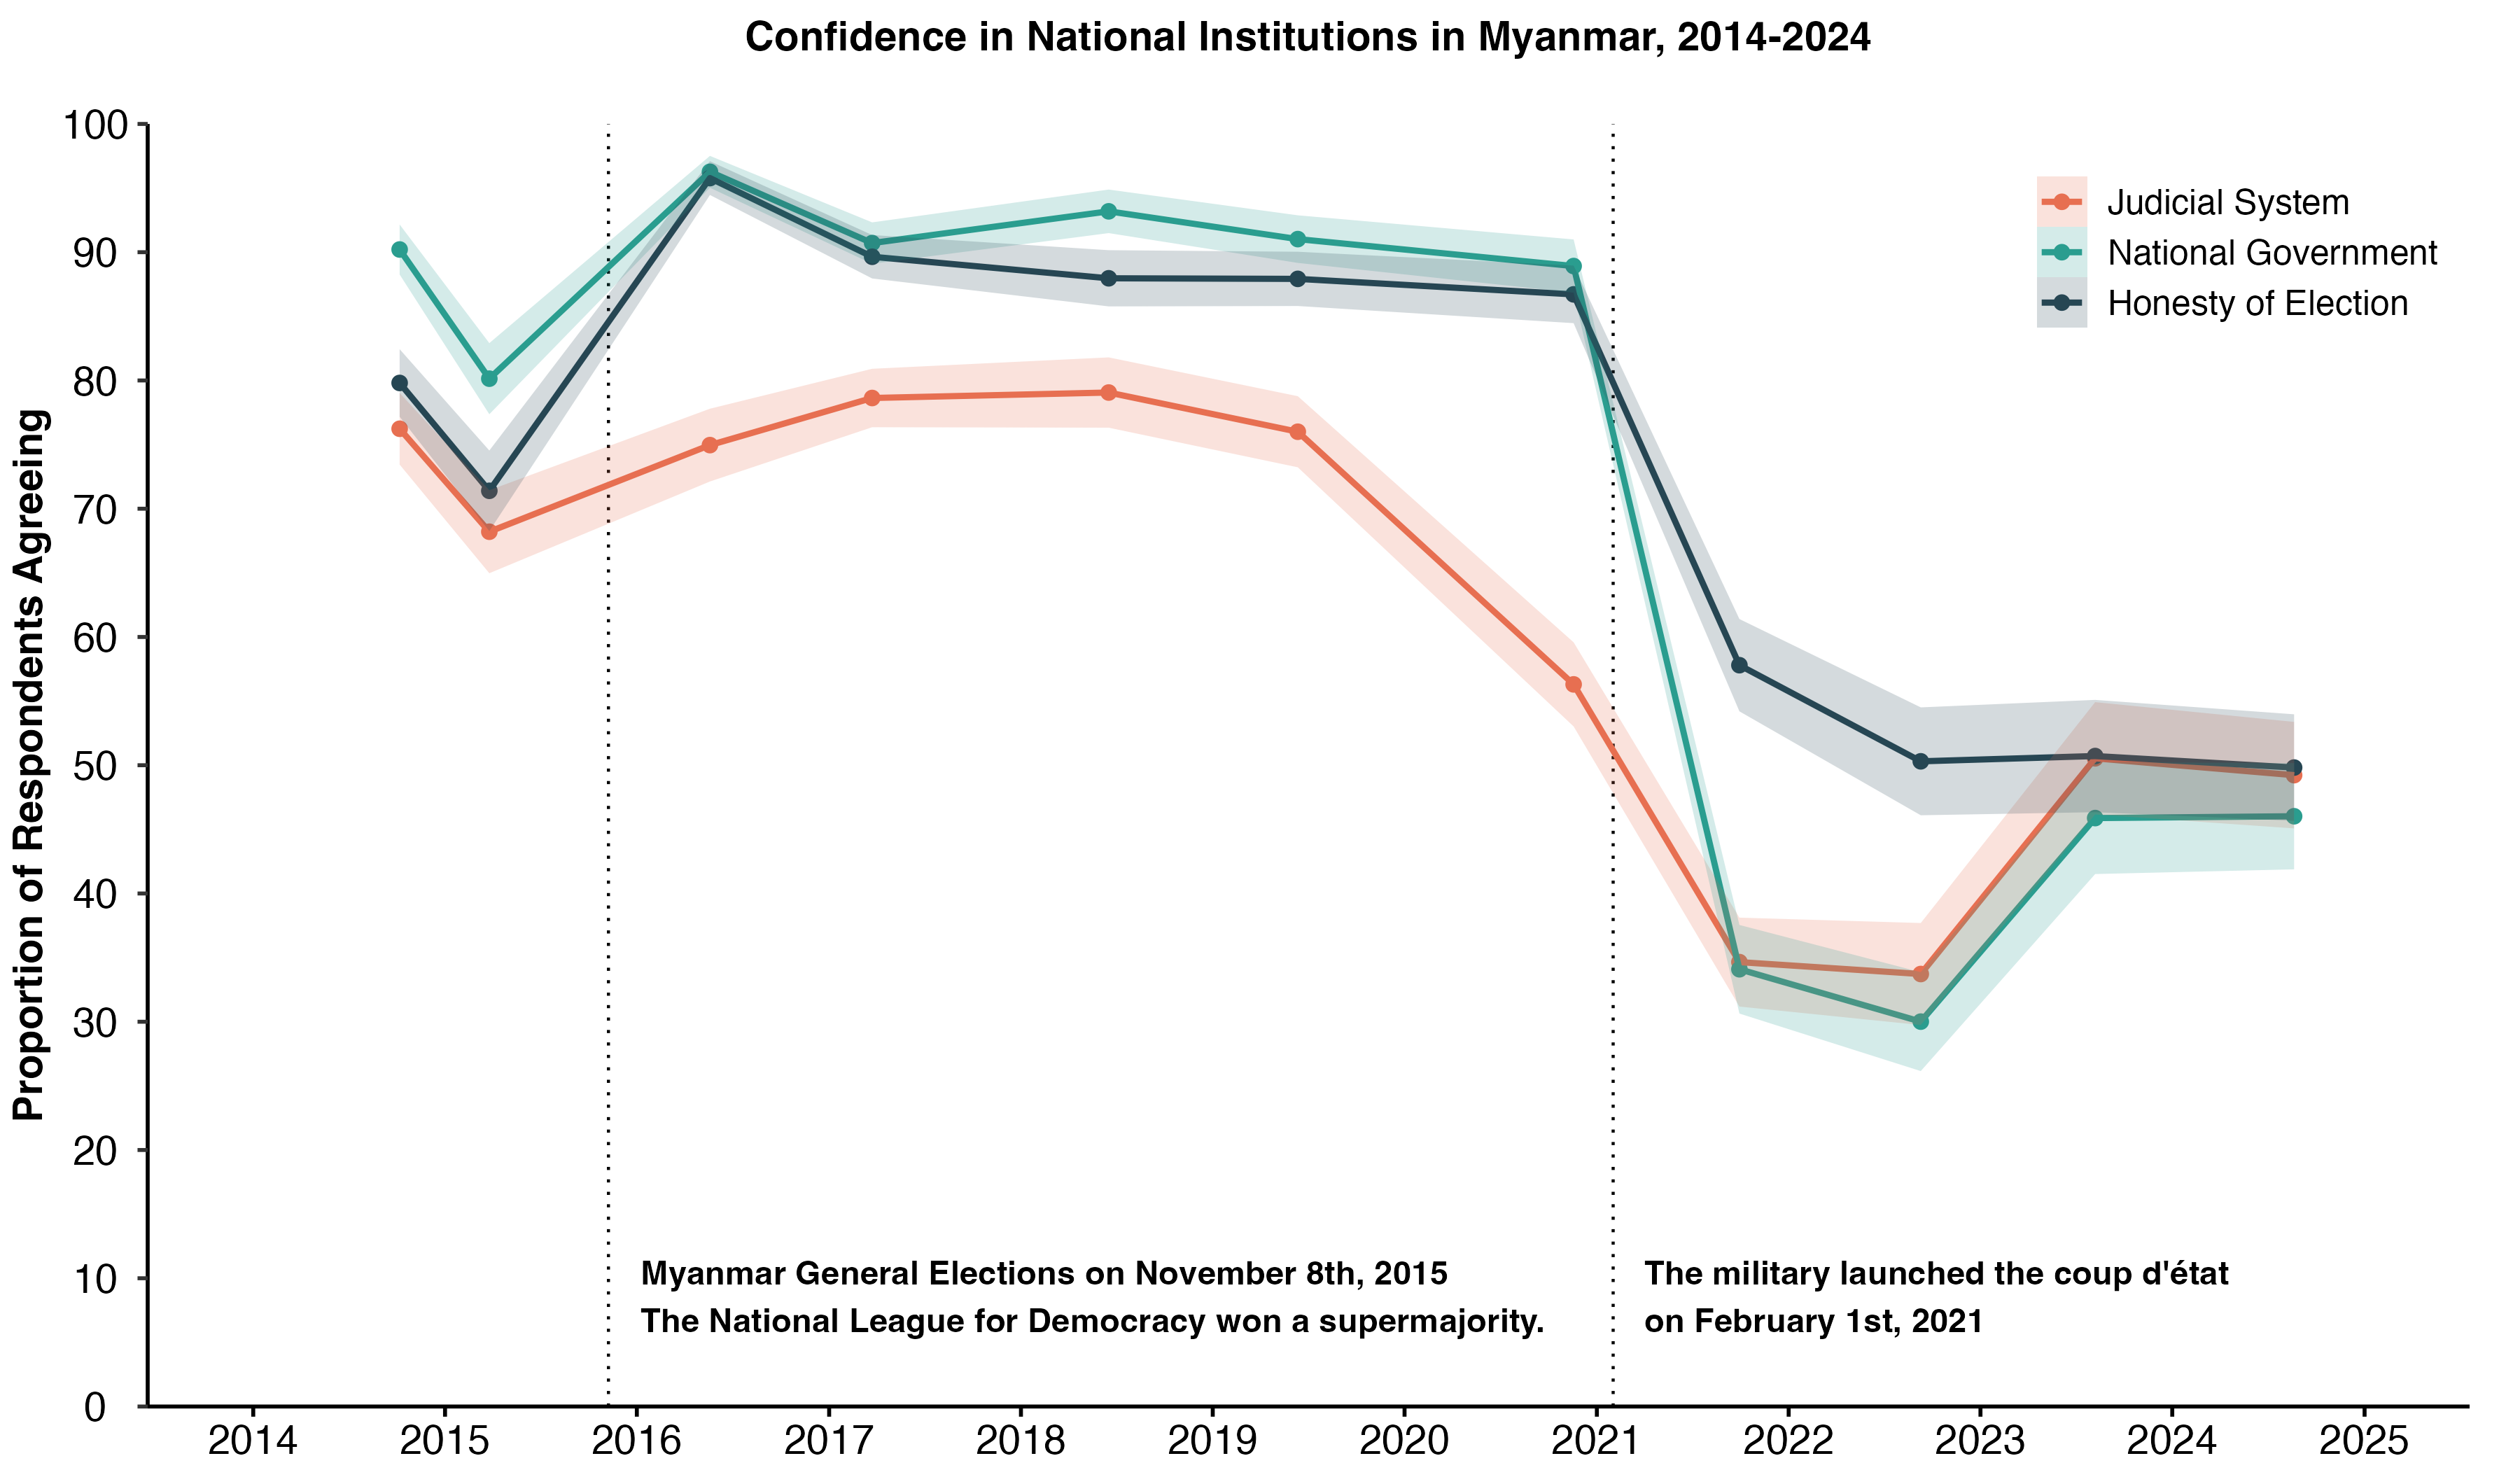 Confidence in National Institutions in Myanmar, 2014-2024
Proportion of Respondents Agreeing
100
90
80
70
60
50
40
30
20
10
0
Judicial System
National Government
Honesty of Election
Myanmar General Elections on November 8th, 2015
The National League for Democracy won a supermajority.
The military launched the coup d'état
on February 1st, 2021
2014 2015 2016 2017 2018 2019 2020 2021 2022 2023 2024 2025